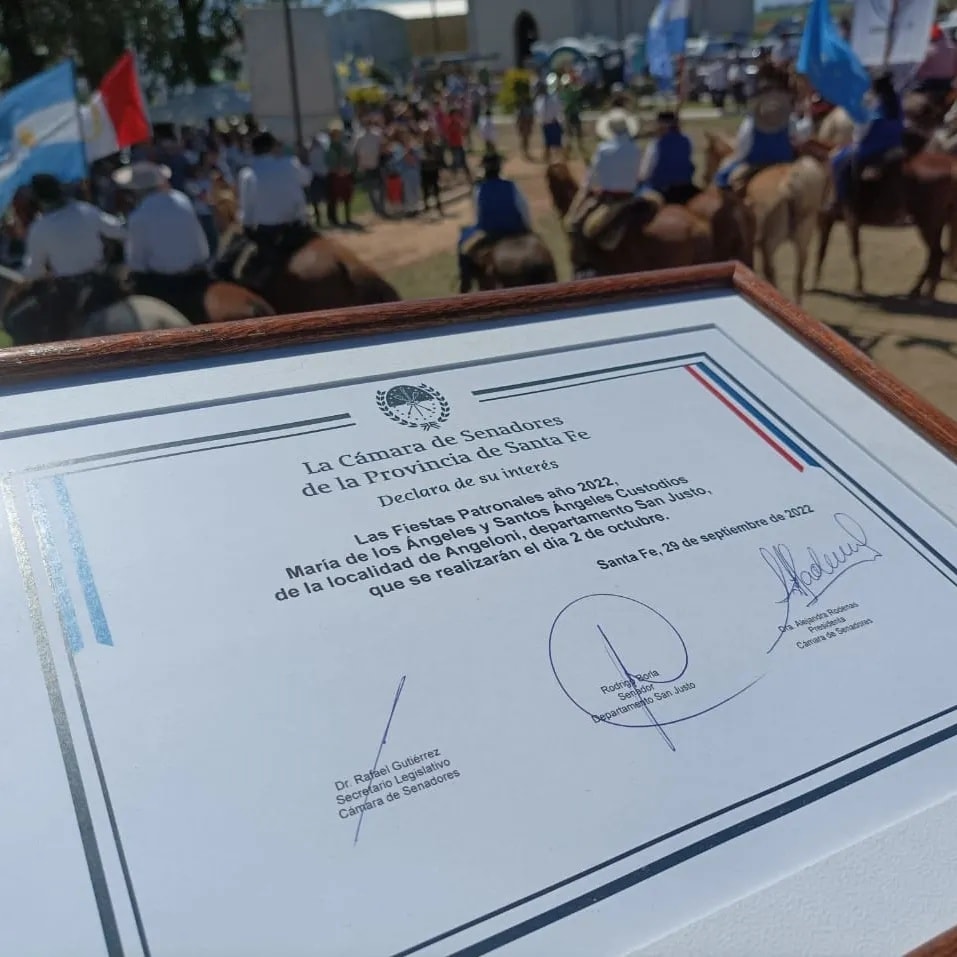 La Cámara de Senadores
de la Provincia de Santa Fe
Declara de su interés
Las Fiestas Patronales año 2022,
María de los Ángeles y Santos Ángeles Custodios
de la localidad de Angeloni, departamento San Justo,
que se realizarán el día 2 de octubre.
Santa Fe, 29 de septiembre de 2022
Dra. Alejandra Rodenas
Presidenta
Cámara de Senadores
Rodrigo Borla
Senador
Departamento San Justo
Dr. Rafael Gutiérrez
Secretario Legislativo
Cámara de Senadores